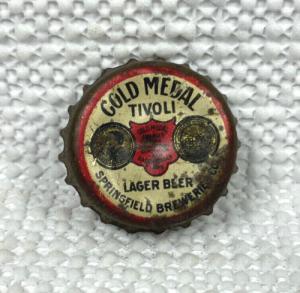 GOLD MEDAL
TIVOLI
LAGER BEER
SPRINGFIELD BREWERIES CO.